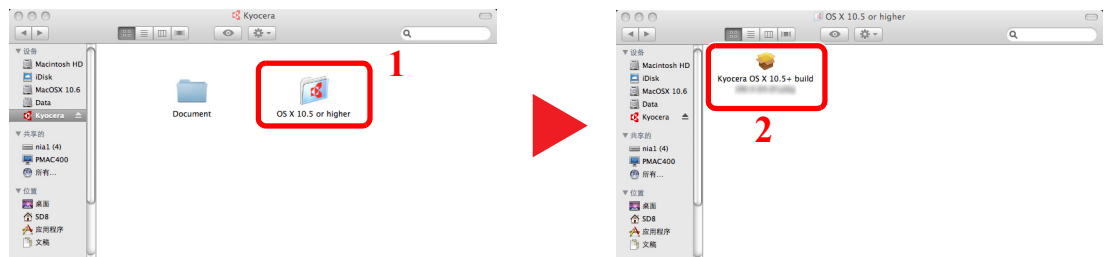 Kyocera
设备
Macintosh HD
iDisk
MacOSX 10.6
Data
Kyocera
共享的
nia1 (4)
PMAC400
所有...
位置
桌面
SD8
应用程序
文稿
Document
OS X 10.5 or higher
1
OS X 10.5 or higher
设备
Macintosh HD
iDisk
MacOSX 10.6
Data
Kyocera
共享的
nia1 (4)
PMAC400
所有...
位置
桌面
SD8
应用程序
文稿
Kyocera OS X 10.5+ build
2